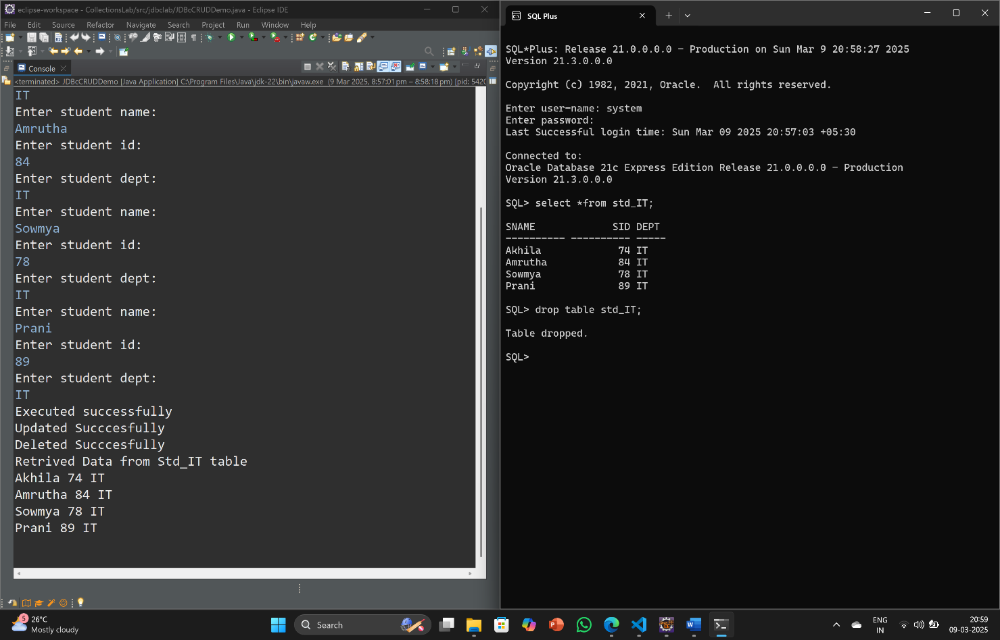 eclipse-workspace - CollectionsLab/src/jdbclab/JDBcCRUDDemo.java - Eclipse IDE
File Edit Source Refactor Navigate Search Project Run Window Help
Console
<terminated> JDBcCRUDDemo [Java Application] C:\Program Files\Java\jdk-22\bin\javaw.exe (9 Mar 2025, 8:57:01 pm – 8:58:18 pm) [pid: 5420
IT
Enter student name:
Amrutha
Enter student id:
84
Enter student dept:
IT
Enter student name:
Sowmya
Enter student id:
78
Enter student dept:
IT
Enter student name:
Prani
Enter student id:
89
Enter student dept:
IT
Executed successfully
Updated Succcesfully
Deleted Succcesfully
Retrived Data from Std_IT table
Akhila 74 IT
Amrutha 84 IT
Sowmya 78 IT
Prani 89 IT
SQL Plus
SQL*Plus: Release 21.0.0.0.0 - Production on Sun Mar 9 20:58:27 2025
Version 21.3.0.0.0
Copyright (c) 1982, 2021, Oracle.  All rights reserved.
Enter user-name: system
Enter password:
Last Successful login time: Sun Mar 09 2025 20:57:03 +05:30
Connected to:
Oracle Database 21c Express Edition Release 21.0.0.0.0 - Production
Version 21.3.0.0.0
SQL> select *from std_IT;
SNAME             SID DEPT
---------- ---------- -----
Akhila             74 IT
Amrutha            84 IT
Sowmya             78 IT
Prani              89 IT
SQL> drop table std_IT;
Table dropped.
SQL>
5
26°C
Mostly cloudy
Search
ENG
IN
20:59
09-03-2025